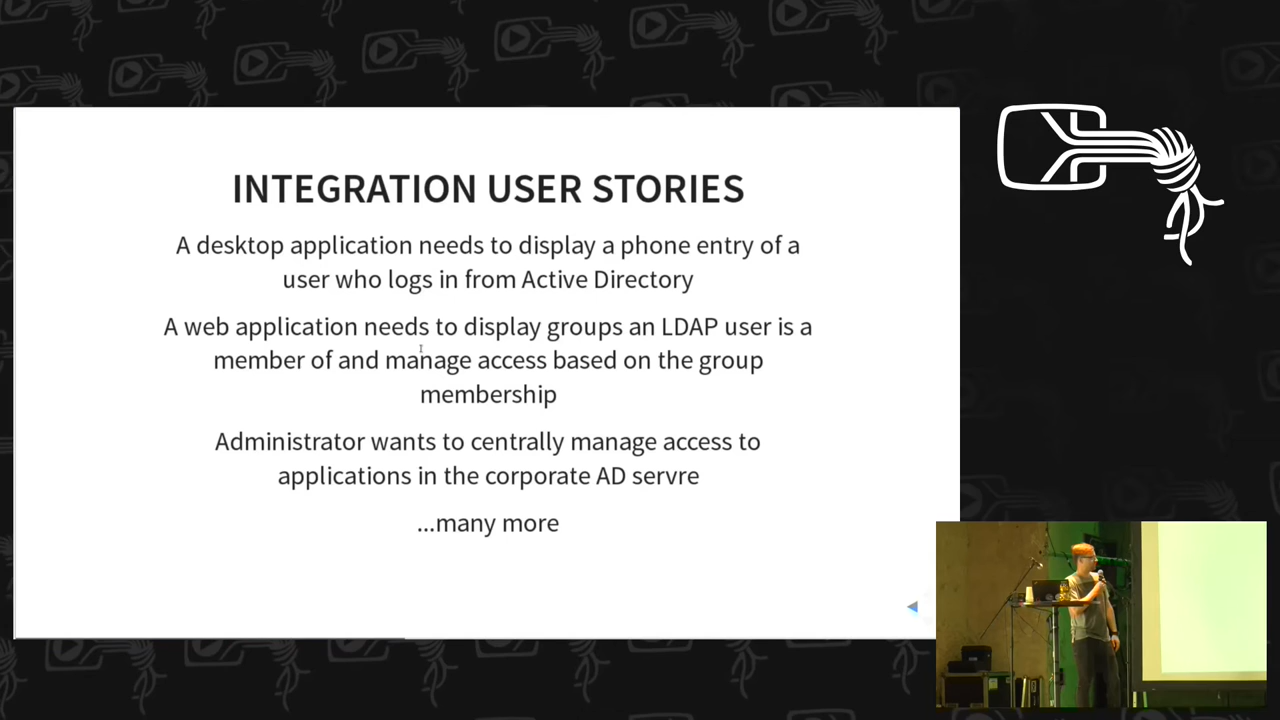 INTEGRATION USER STORIES
A desktop application needs to display a phone entry of a
user who logs in from Active Directory
A web application needs to display groups an LDAP user is a
member of and manage access based on the group
membership
Administrator wants to centrally manage access to
applications in the corporate AD servre
...many more